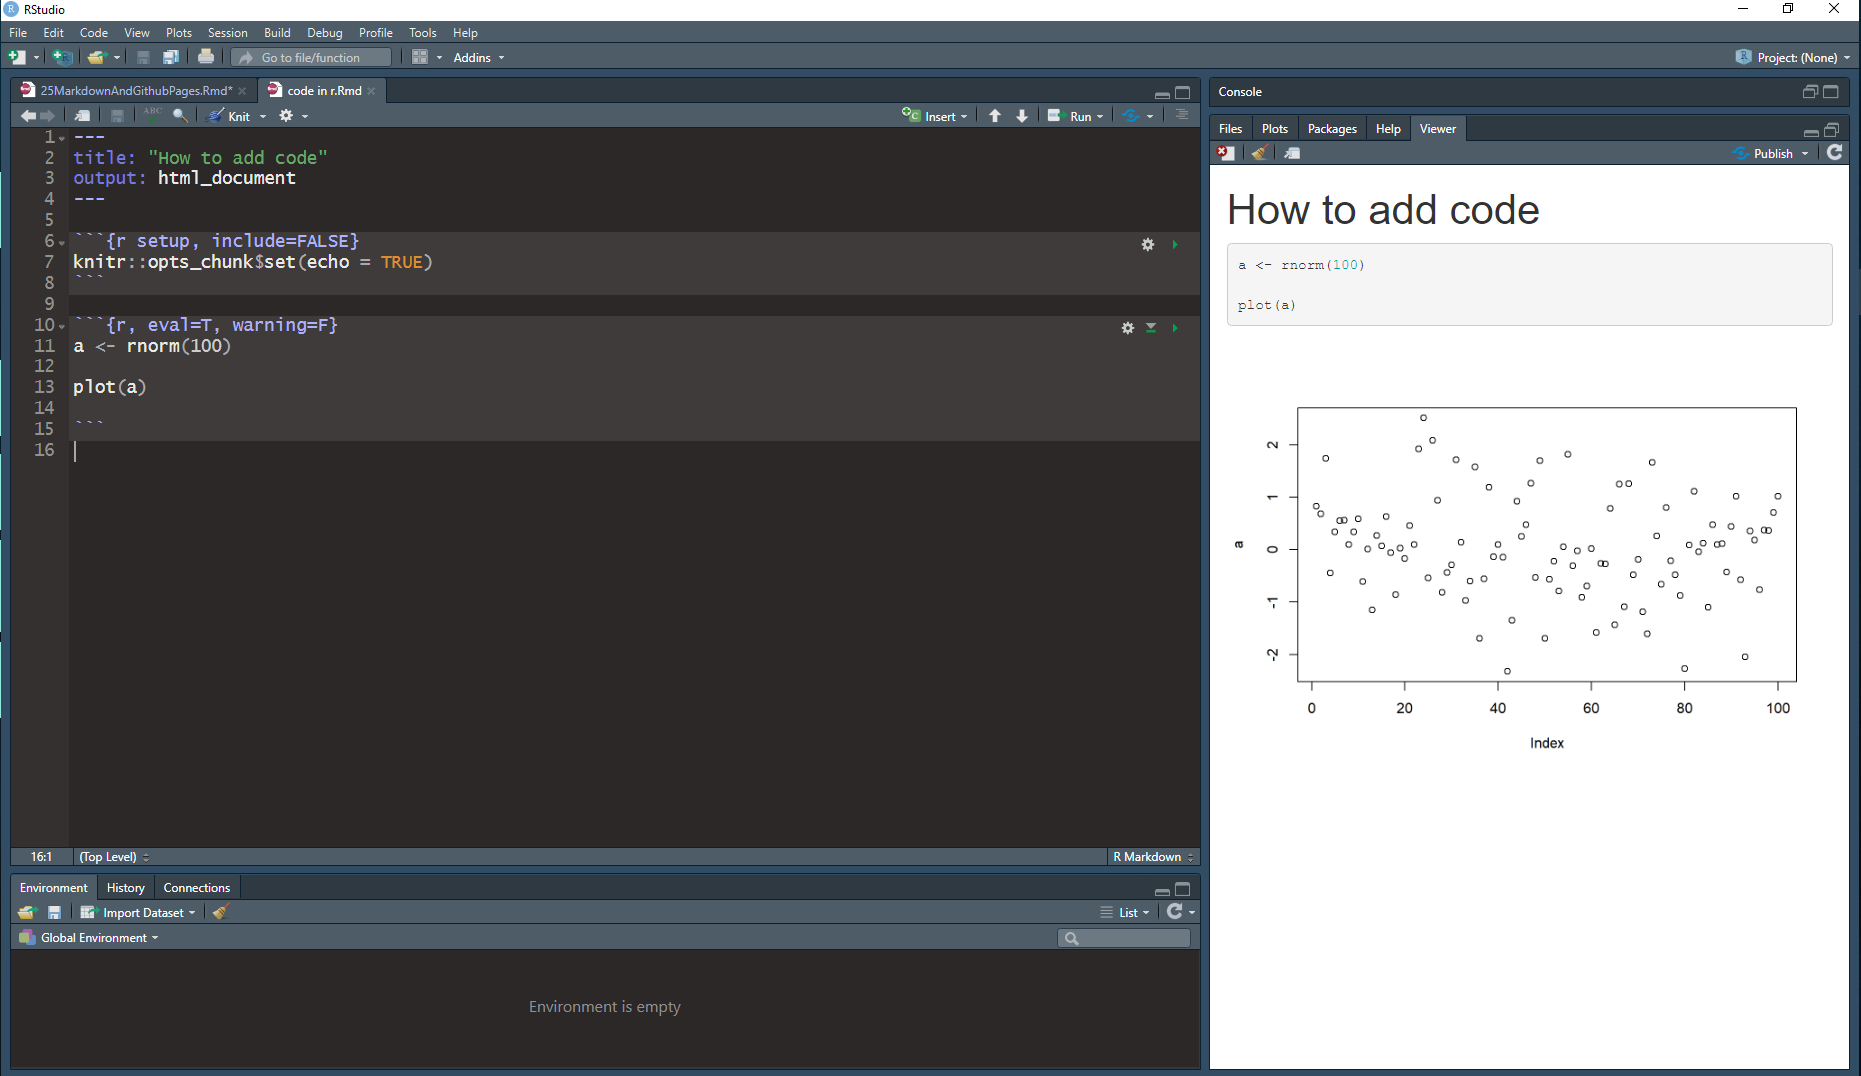 RStudio
File Edit Code View Plots Session Build Debug Profile Tools Help
Go to file/function Addins Project: (None)
25MarkdownAndGithubPages.Rmd* code in r.Rmd
ABC Knit Insert Run
1 ---
2 title: "How to add code"
3 output: html_document
4 ---
5
6 ```{r setup, include=FALSE}
7 knitr::opts_chunk$set(echo = TRUE)
8 ```
9
10 ```{r, eval=T, warning=F}
11 a <- rnorm(100)
12
13 plot(a)
14
15 ```
16
16:1 (Top Level) R Markdown
Environment History Connections
Import Dataset List
Global Environment
Environment is empty
Console
Files Plots Packages Help Viewer
Publish
How to add code
a <- rnorm(100)
plot(a)
2
1
0
-1
-2
a
0 20 40 60 80 100
Index